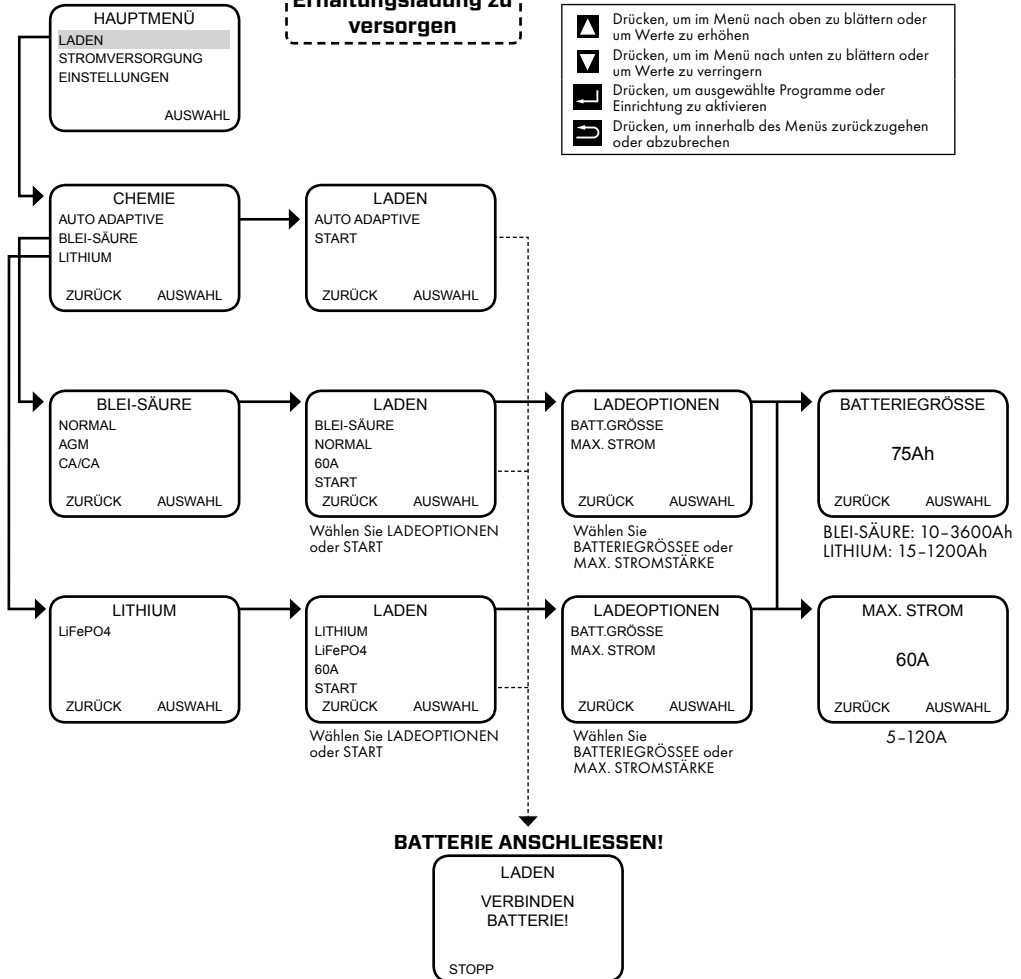 Erhaltungsladung zu
versorgen
HAUPTMENÜ
LADEN
STROMVERSORGUNG
EINSTELLUNGEN
AUSWAHL
Drücken, um im Menü nach oben zu blättern oder
um Werte zu erhöhen
Drücken, um im Menü nach unten zu blättern oder
um Werte zu verringern
Drücken, um ausgewählte Programme oder
Einrichtung zu aktivieren
Drücken, um innerhalb des Menüs zurückzugehen
oder abzubrechen
CHEMIE
AUTO ADAPTIVE
BLEI-SÄURE
LITHIUM
ZURÜCK AUSWAHL
LADEN
AUTO ADAPTIVE
START
ZURÜCK AUSWAHL
BLEI-SÄURE
NORMAL
AGM
CA/CA
ZURÜCK AUSWAHL
LADEN
BLEI-SÄURE
NORMAL
60A
START
ZURÜCK AUSWAHL
Wählen Sie LADEOPTIONEN
oder START
LADEOPTIONEN
BATT.GRÖSSE
MAX. STROM
ZURÜCK AUSWAHL
Wählen Sie
BATTERIEGRÖSSEE oder
MAX. STROMSTÄRKE
BATTERIEGRÖSSE
75Ah
ZURÜCK AUSWAHL
BLEI-SÄURE: 10–3600Ah
LITHIUM: 15–1200Ah
LITHIUM
LiFePO4
ZURÜCK AUSWAHL
LADEN
LITHIUM
LiFePO4
60A
START
ZURÜCK AUSWAHL
Wählen Sie LADEOPTIONEN
oder START
LADEOPTIONEN
BATT.GRÖSSE
MAX. STROM
ZURÜCK AUSWAHL
Wählen Sie
BATTERIEGRÖSSEE oder
MAX. STROMSTÄRKE
MAX. STROM
60A
ZURÜCK AUSWAHL
5–120A
BATTERIE ANSCHLIESSEN!
LADEN
VERBINDEN
BATTERIE!
STOPP